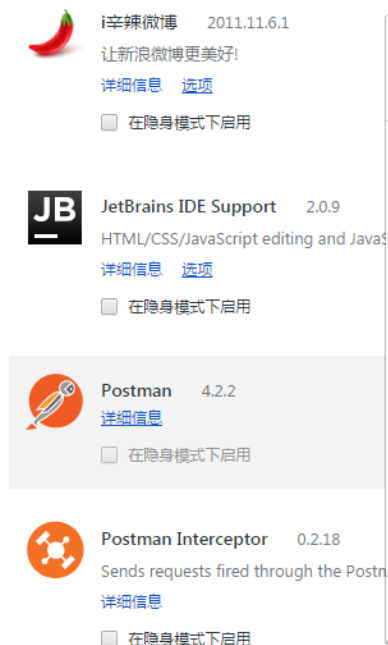 i辛辣微博 2011.11.6.1
让新浪微博更美好!
详细信息 选项
在隐身模式下启用
JB
JetBrains IDE Support 2.0.9
HTML/CSS/JavaScript editing and JavaS
详细信息 选项
在隐身模式下启用
Postman 4.2.2
详细信息
在隐身模式下启用
Postman Interceptor 0.2.18
Sends requests fired through the Postn
详细信息
在隐身模式下启用